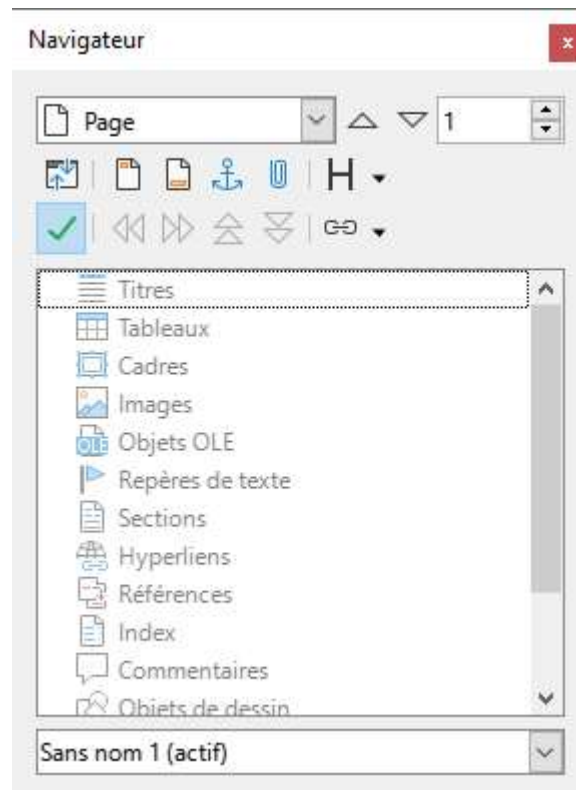 Navigateur
x
Page 1
H
Titres
Tableaux
Cadres
Images
OLE Objets OLE
Repères de texte
Sections
Hyperliens
Références
Index
Commentaires
Objets de dessin
Sans nom 1 (actif)